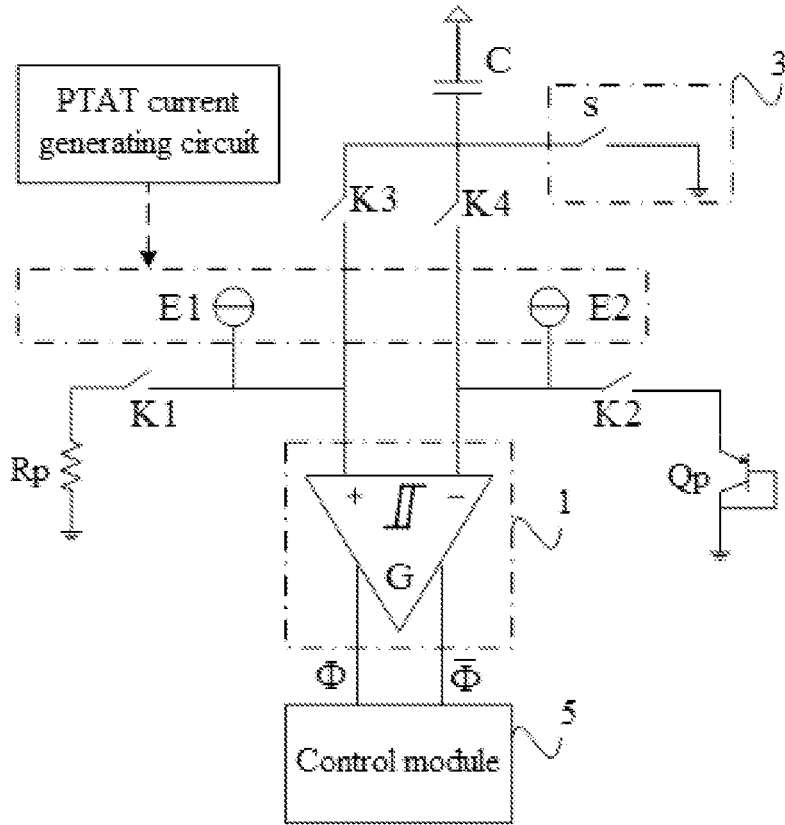 C
3
PTAT current
generating circuit
s
K3
K4
E1
E2
K1
K2
Rp
Qp
+
−
1
G
Φ
Φ̅
5
Control module